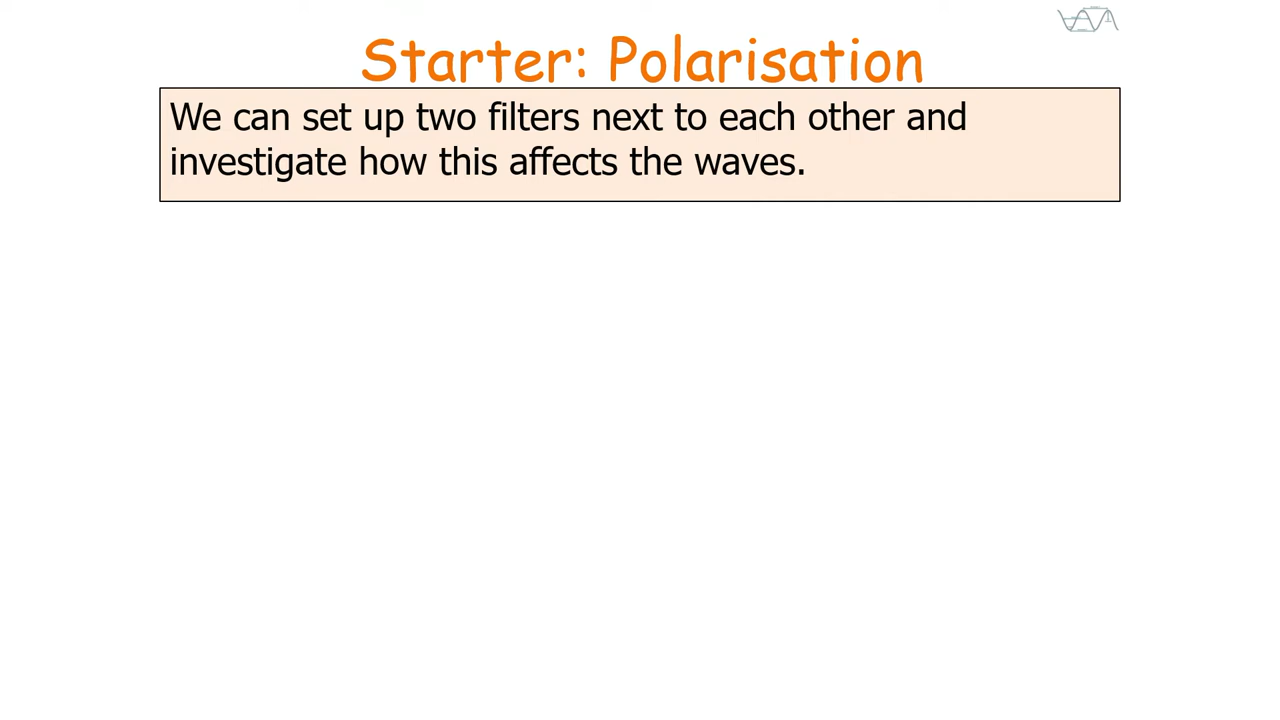 Starter: Polarisation
We can set up two filters next to each other and
investigate how this affects the waves.